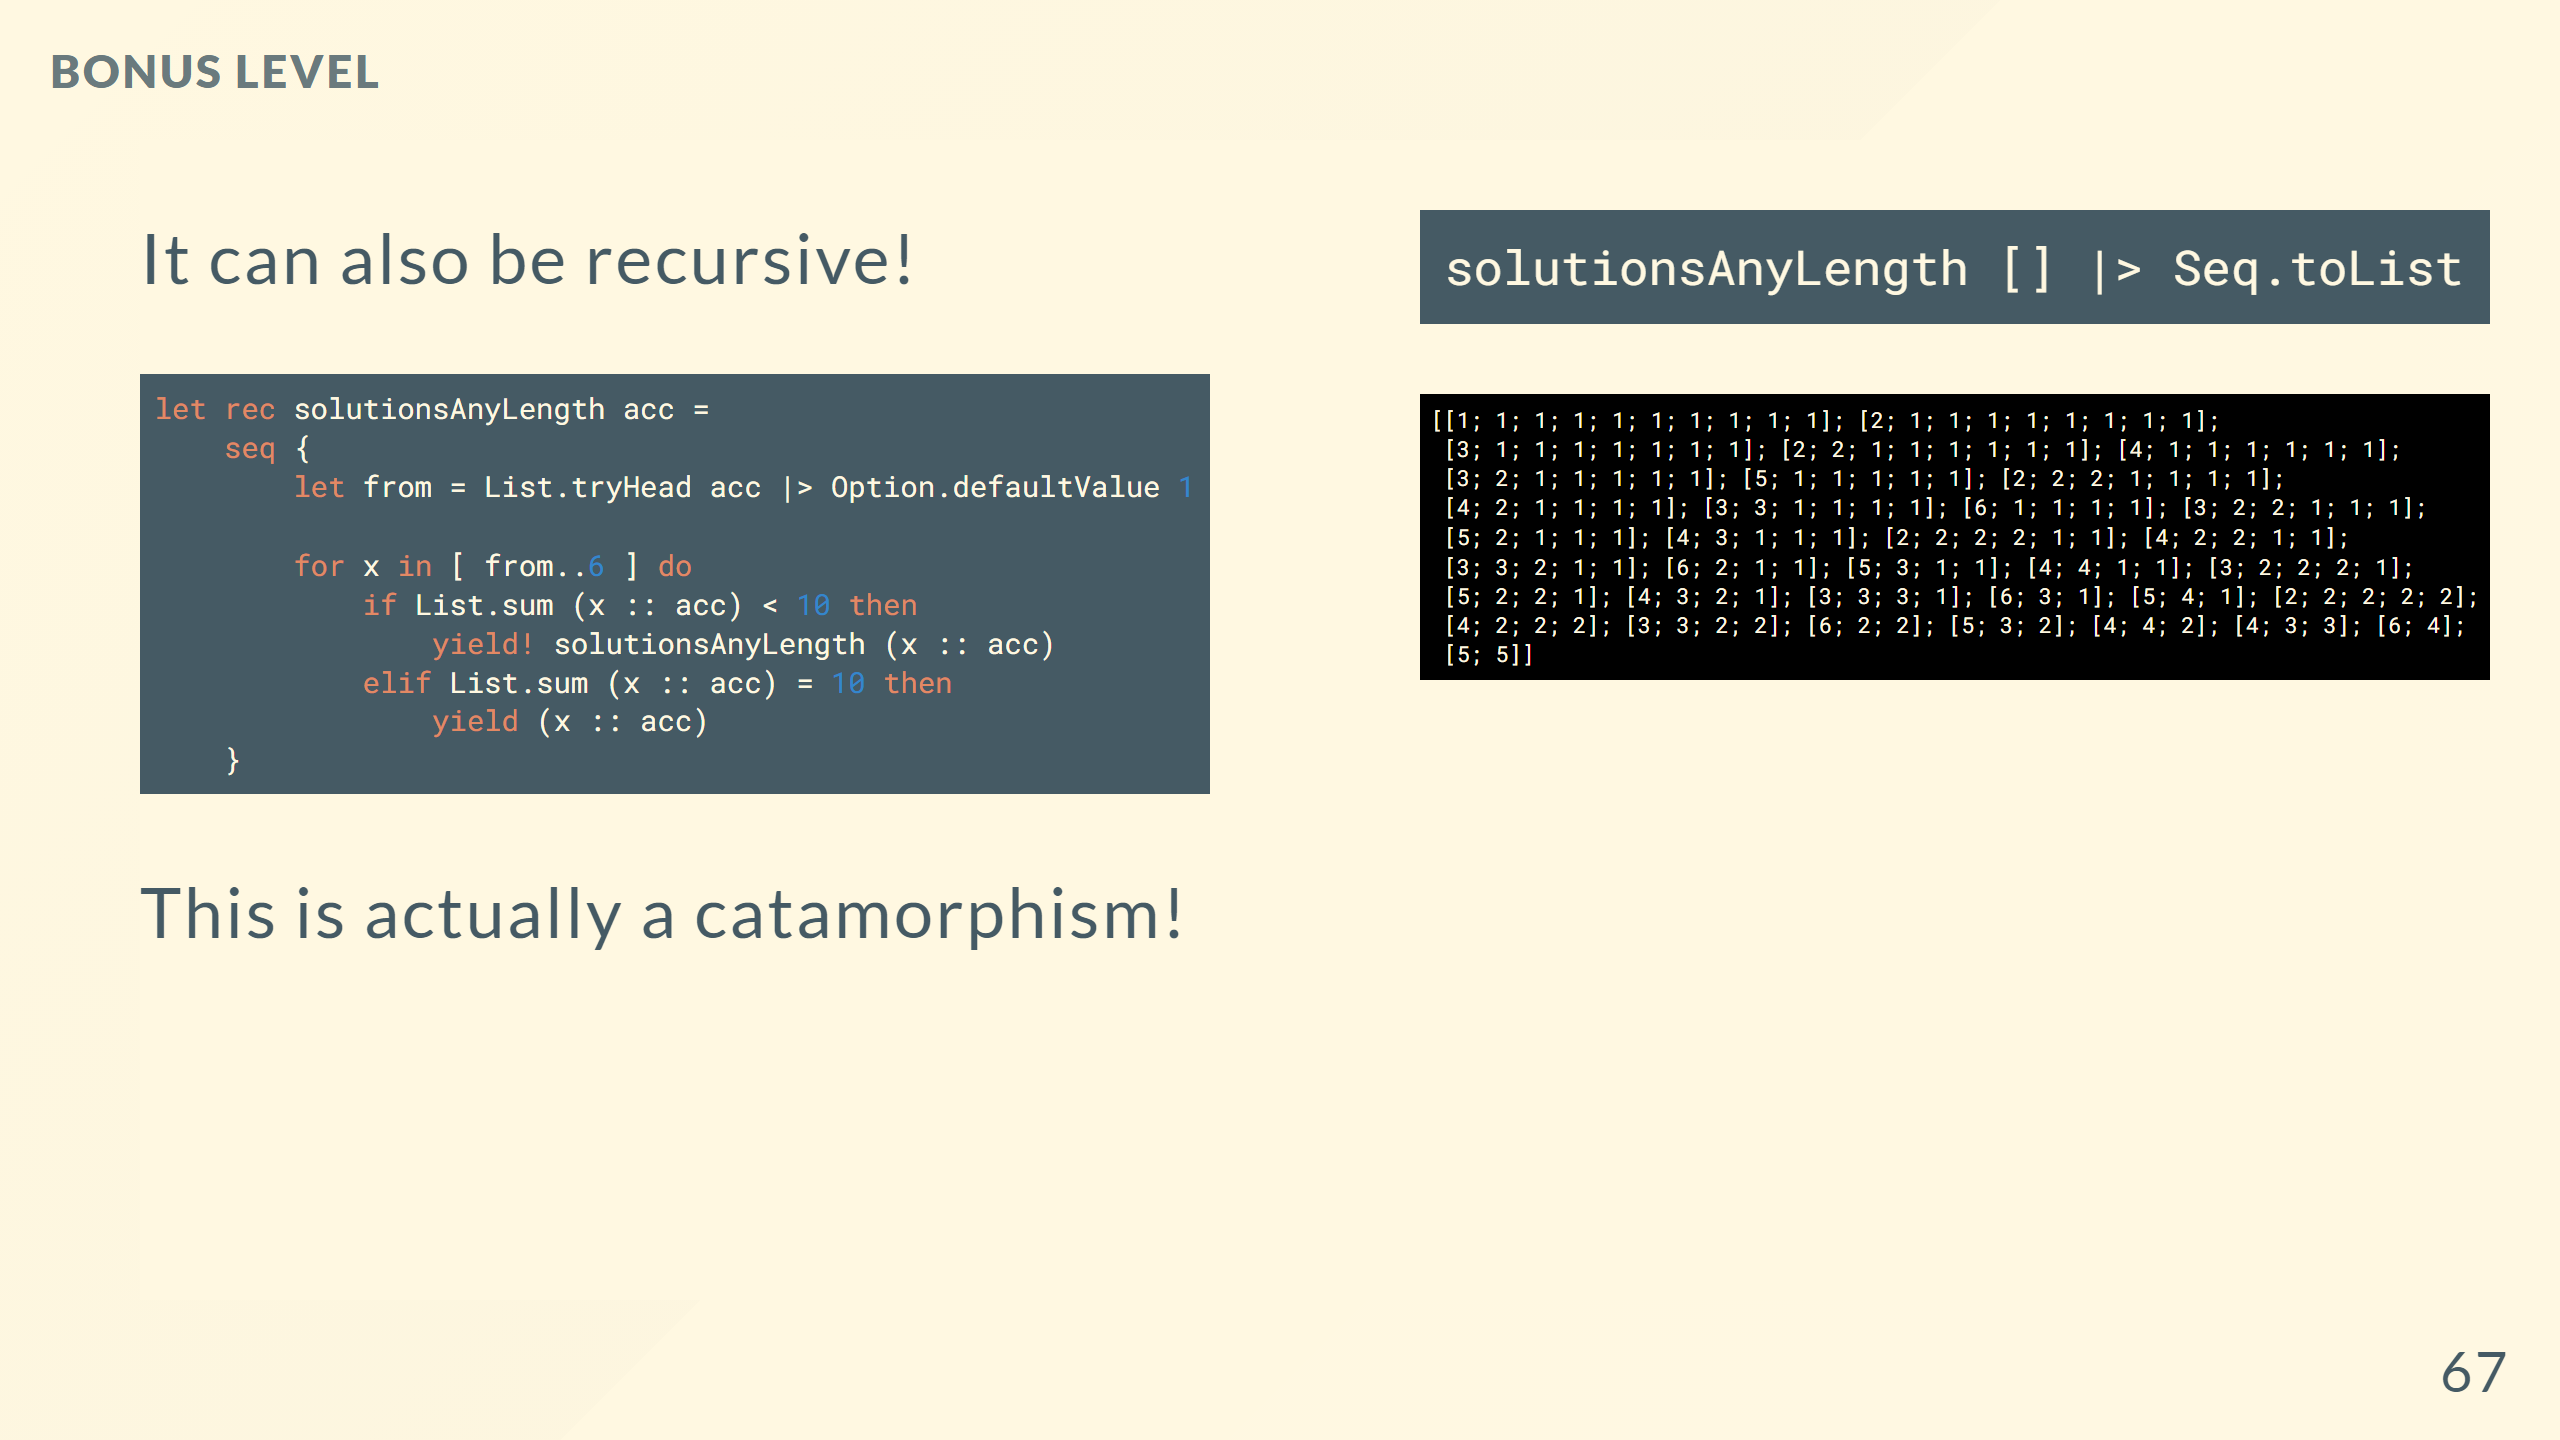 BONUS LEVEL
It can also be recursive!
let rec solutionsAnyLength acc =
    seq {
        let from = List.tryHead acc |> Option.defaultValue 1
        for x in [ from..6 ] do
            if List.sum (x :: acc) < 10 then
                yield! solutionsAnyLength (x :: acc)
            elif List.sum (x :: acc) = 10 then
                yield (x :: acc)
    }
This is actually a catamorphism!
solutionsAnyLength [] |> Seq.toList
[[1; 1; 1; 1; 1; 1; 1; 1; 1; 1]; [2; 1; 1; 1; 1; 1; 1; 1; 1];
 [3; 1; 1; 1; 1; 1; 1; 1]; [2; 2; 1; 1; 1; 1; 1; 1]; [4; 1; 1; 1; 1; 1; 1];
 [3; 2; 1; 1; 1; 1; 1]; [5; 1; 1; 1; 1; 1]; [2; 2; 2; 1; 1; 1; 1];
 [4; 2; 1; 1; 1; 1]; [3; 3; 1; 1; 1; 1]; [6; 1; 1; 1; 1]; [3; 2; 2; 1; 1; 1];
 [5; 2; 1; 1; 1]; [4; 3; 1; 1; 1]; [2; 2; 2; 2; 1; 1]; [4; 2; 2; 1; 1];
 [3; 3; 2; 1; 1]; [6; 2; 1; 1]; [5; 3; 1; 1]; [4; 4; 1; 1]; [3; 2; 2; 2; 1];
 [5; 2; 2; 1]; [4; 3; 2; 1]; [3; 3; 3; 1]; [6; 3; 1]; [5; 4; 1]; [2; 2; 2; 2; 2];
 [4; 2; 2; 2]; [3; 3; 2; 2]; [6; 2; 2]; [5; 3; 2]; [4; 4; 2]; [4; 3; 3]; [6; 4];
 [5; 5]]
67